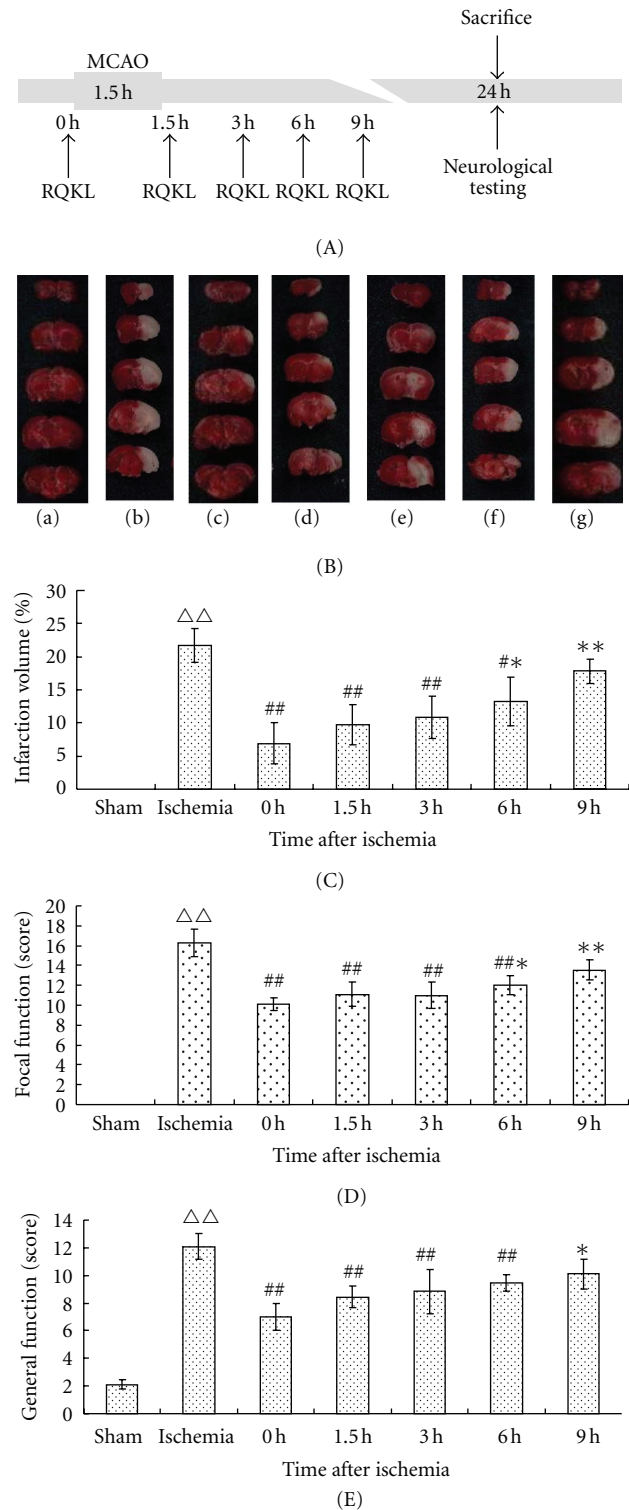 Sacrifice
MCAO
1.5 h
24 h
0 h 1.5 h 3 h 6 h 9 h
RQKL RQKL RQKL RQKL RQKL
Neurological
testing
(A)
(a) (b) (c) (d) (e) (f) (g)
(B)
Infarction volume (%)
30
25
20
15
10
5
0
△△
##
##
##
#∗
∗∗
Sham Ischemia 0 h 1.5 h 3 h 6 h 9 h
Time after ischemia
(C)
Focal function (score)
20
18
16
14
12
10
8
6
4
2
0
△△
##
##
##
##∗
∗∗
Sham Ischemia 0 h 1.5 h 3 h 6 h 9 h
Time after ischemia
(D)
General function (score)
14
12
10
8
6
4
2
0
△△
##
##
##
##
∗
Sham Ischemia 0 h 1.5 h 3 h 6 h 9 h
Time after ischemia
(E)